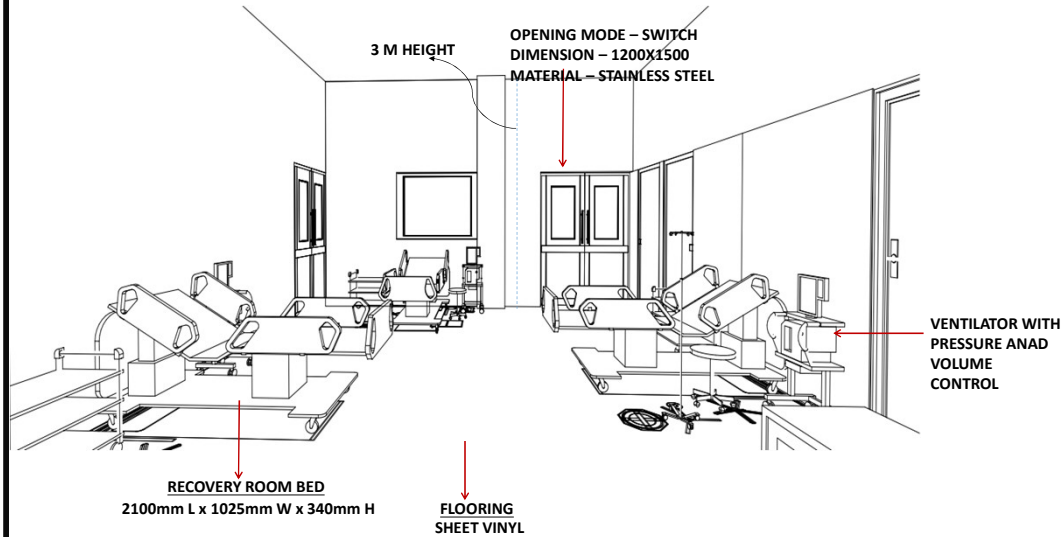 3 M HEIGHT
OPENING MODE – SWITCH
DIMENSION – 1200X1500
MATERIAL – STAINLESS STEEL
VENTILATOR WITH
PRESSURE ANAD
VOLUME
CONTROL
RECOVERY ROOM BED
2100mm L x 1025mm W x 340mm H
FLOORING
SHEET VINYL